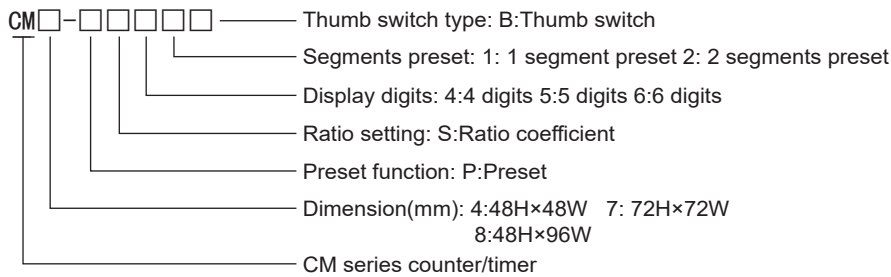 CM□-□□□□□ Thumb switch type: B:Thumb switch
Segments preset: 1: 1 segment preset 2: 2 segments preset
Display digits: 4:4 digits 5:5 digits 6:6 digits
Ratio setting: S:Ratio coefficient
Preset function: P:Preset
Dimension(mm): 4:48H×48W 7: 72H×72W
8:48H×96W
CM series counter/timer